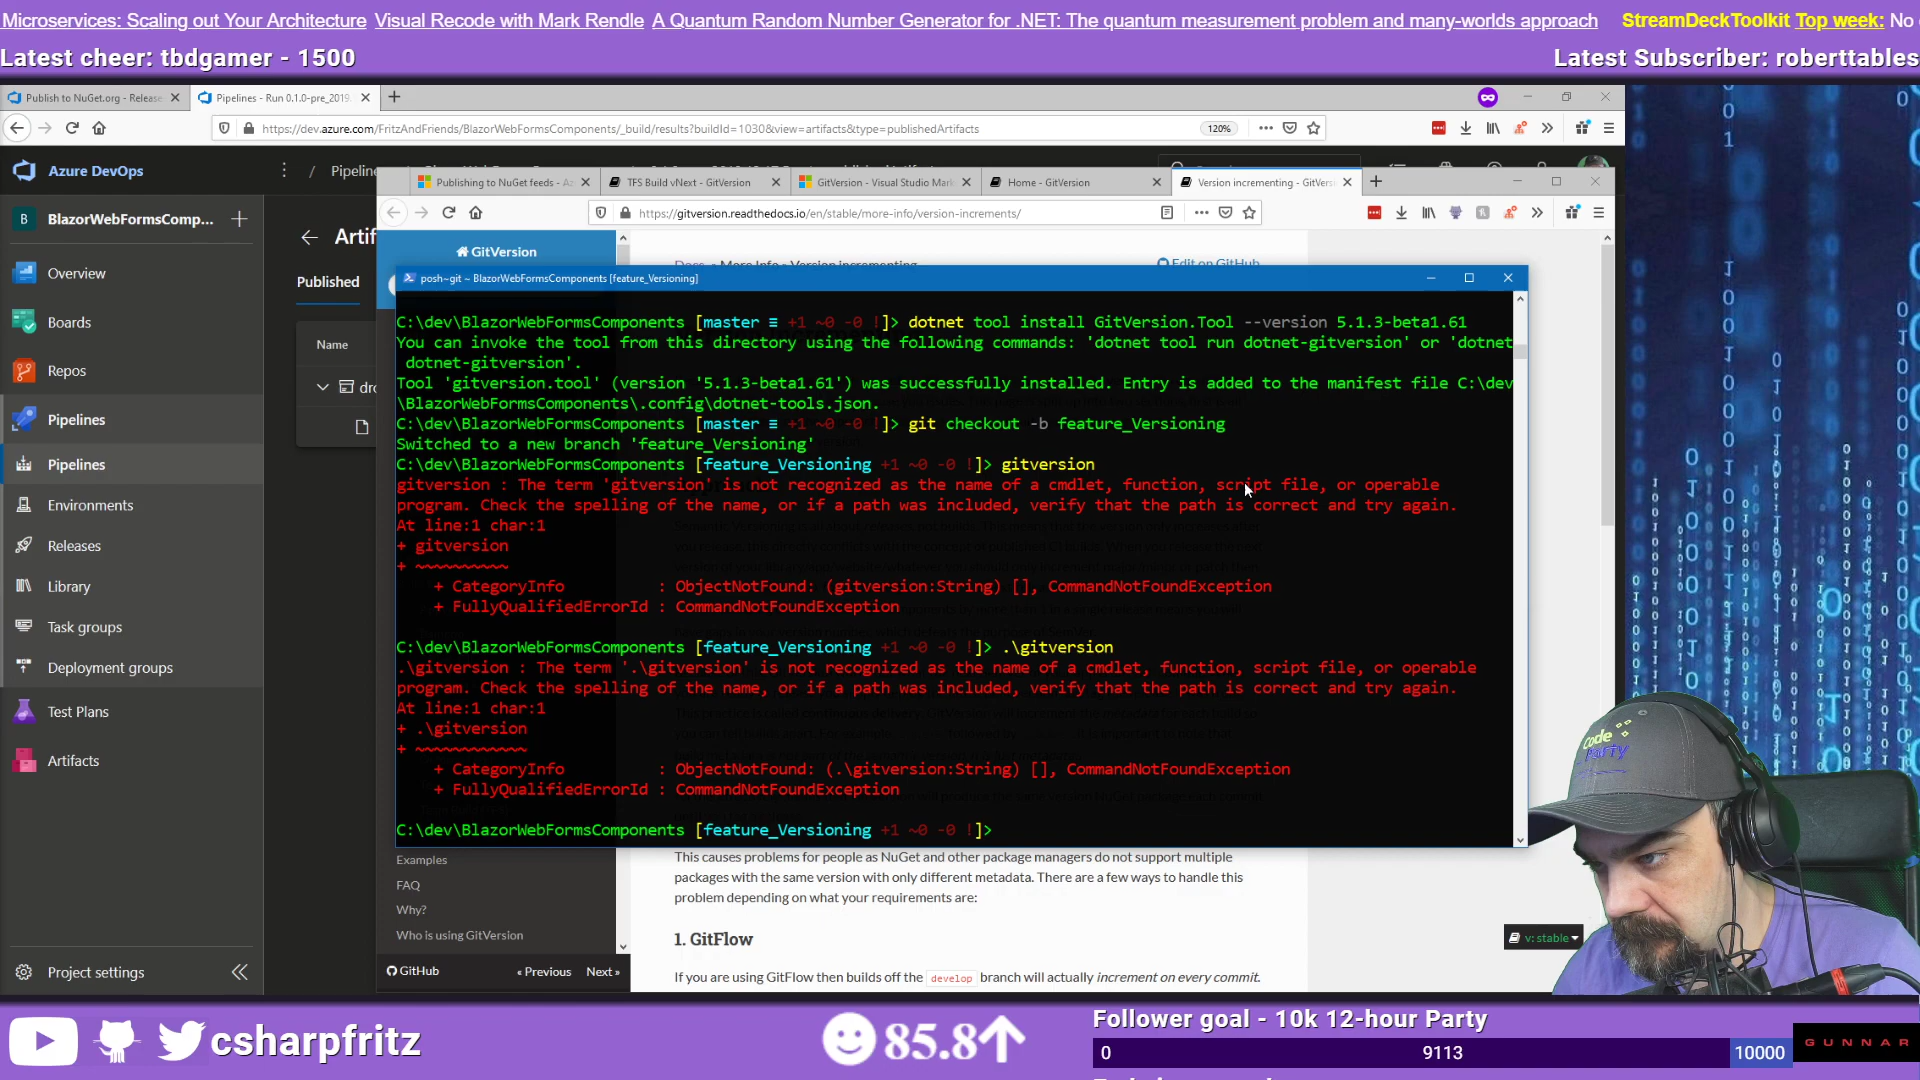 Microservices: Scaling out Your Architecture Visual Recode with Mark Rendle A Quantum Random Number Generator for .NET: The quantum measurement problem and many-worlds approach StreamDeckToolkit Top week: No
Latest cheer: tbdgamer - 1500
Latest Subscriber: roberttables
Publish to NuGet.org - Release
Pipelines - Run 0.1.0-pre_2019.
https://dev.azure.com/FritzAndFriends/BlazorWebFormsComponents/_build/results?buildId=1030&view=artifacts&type=publishedArtifacts
120%
Azure DevOps
/ Pipeline
Publishing to NuGet feeds - Az
TFS Build vNext - GitVersion
GitVersion - Visual Studio Mark
Home - GitVersion
Version incrementing - GitVers
https://gitversion.readthedocs.io/en/stable/more-info/version-increments/
B BlazorWebFormsComp...
Overview
Boards
Repos
Pipelines
Pipelines
Environments
Releases
Library
Task groups
Deployment groups
Test Plans
Artifacts
Project settings
Artif
Published
Name
dro
GitVersion
Docs » More Info » Version incrementing
Edit on GitHub
posh~git ~ BlazorWebFormsComponents [feature_Versioning]
C:\dev\BlazorWebFormsComponents [master ≡ +1 ~0 -0 !]> dotnet tool install GitVersion.Tool --version 5.1.3-beta1.61
You can invoke the tool from this directory using the following commands: 'dotnet tool run dotnet-gitversion' or 'dotnet
dotnet-gitversion'.
Tool 'gitversion.tool' (version '5.1.3-beta1.61') was successfully installed. Entry is added to the manifest file C:\dev
\BlazorWebFormsComponents\.config\dotnet-tools.json.
C:\dev\BlazorWebFormsComponents [master ≡ +1 ~0 -0 !]> git checkout -b feature_Versioning
Switched to a new branch 'feature_Versioning'
C:\dev\BlazorWebFormsComponents [feature_Versioning +1 ~0 -0 !]> gitversion
gitversion : The term 'gitversion' is not recognized as the name of a cmdlet, function, script file, or operable
program. Check the spelling of the name, or if a path was included, verify that the path is correct and try again.
At line:1 char:1
+ gitversion
+ ~~~~~~~~~~
+ CategoryInfo : ObjectNotFound: (gitversion:String) [], CommandNotFoundException
+ FullyQualifiedErrorId : CommandNotFoundException
C:\dev\BlazorWebFormsComponents [feature_Versioning +1 ~0 -0 !]> .\gitversion
.\gitversion : The term '.\gitversion' is not recognized as the name of a cmdlet, function, script file, or operable
program. Check the spelling of the name, or if a path was included, verify that the path is correct and try again.
At line:1 char:1
+ .\gitversion
+ ~~~~~~~~~~~~
+ CategoryInfo : ObjectNotFound: (.\gitversion:String) [], CommandNotFoundException
+ FullyQualifiedErrorId : CommandNotFoundException
C:\dev\BlazorWebFormsComponents [feature_Versioning +1 ~0 -0 !]>
Examples
FAQ
Why?
Who is using GitVersion
GitHub
« Previous
Next »
This causes problems for people as NuGet and other package managers do not support multiple
packages with the same version with only different metadata. There are a few ways to handle this
problem depending on what your requirements are:
1. GitFlow
If you are using GitFlow then builds off the develop branch will actually increment on every commit.
v: stable
Code
Party
csharpfritz
85.8
Follower goal - 10k 12-hour Party
0
9113
10000
GUNNAR